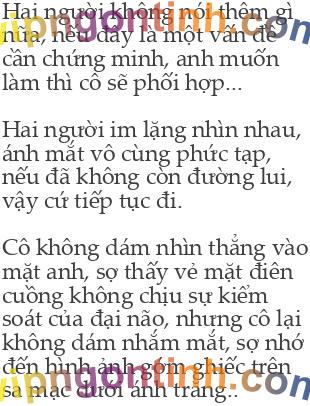 Hai người không nói thêm gì
nữa, nếu đây là một vấn đề
cần chứng minh, anh muốn
làm thì cô sẽ phối hợp...
Hai người im lặng nhìn nhau,
ánh mắt vô cùng phức tạp,
nếu đã không còn đường lui,
vậy cứ tiếp tục đi.
Cô không dám nhìn thẳng vào
mặt anh, sợ thấy vẻ mặt điên
cuồng không chịu sự kiểm
soát của đại não, nhưng cô lại
không dám nhắm mắt, sợ nhớ
đến hình ảnh gớm ghiếc trên
sa mạc dưới ánh trăng..
vipngontinh.com
vipngontinh.com